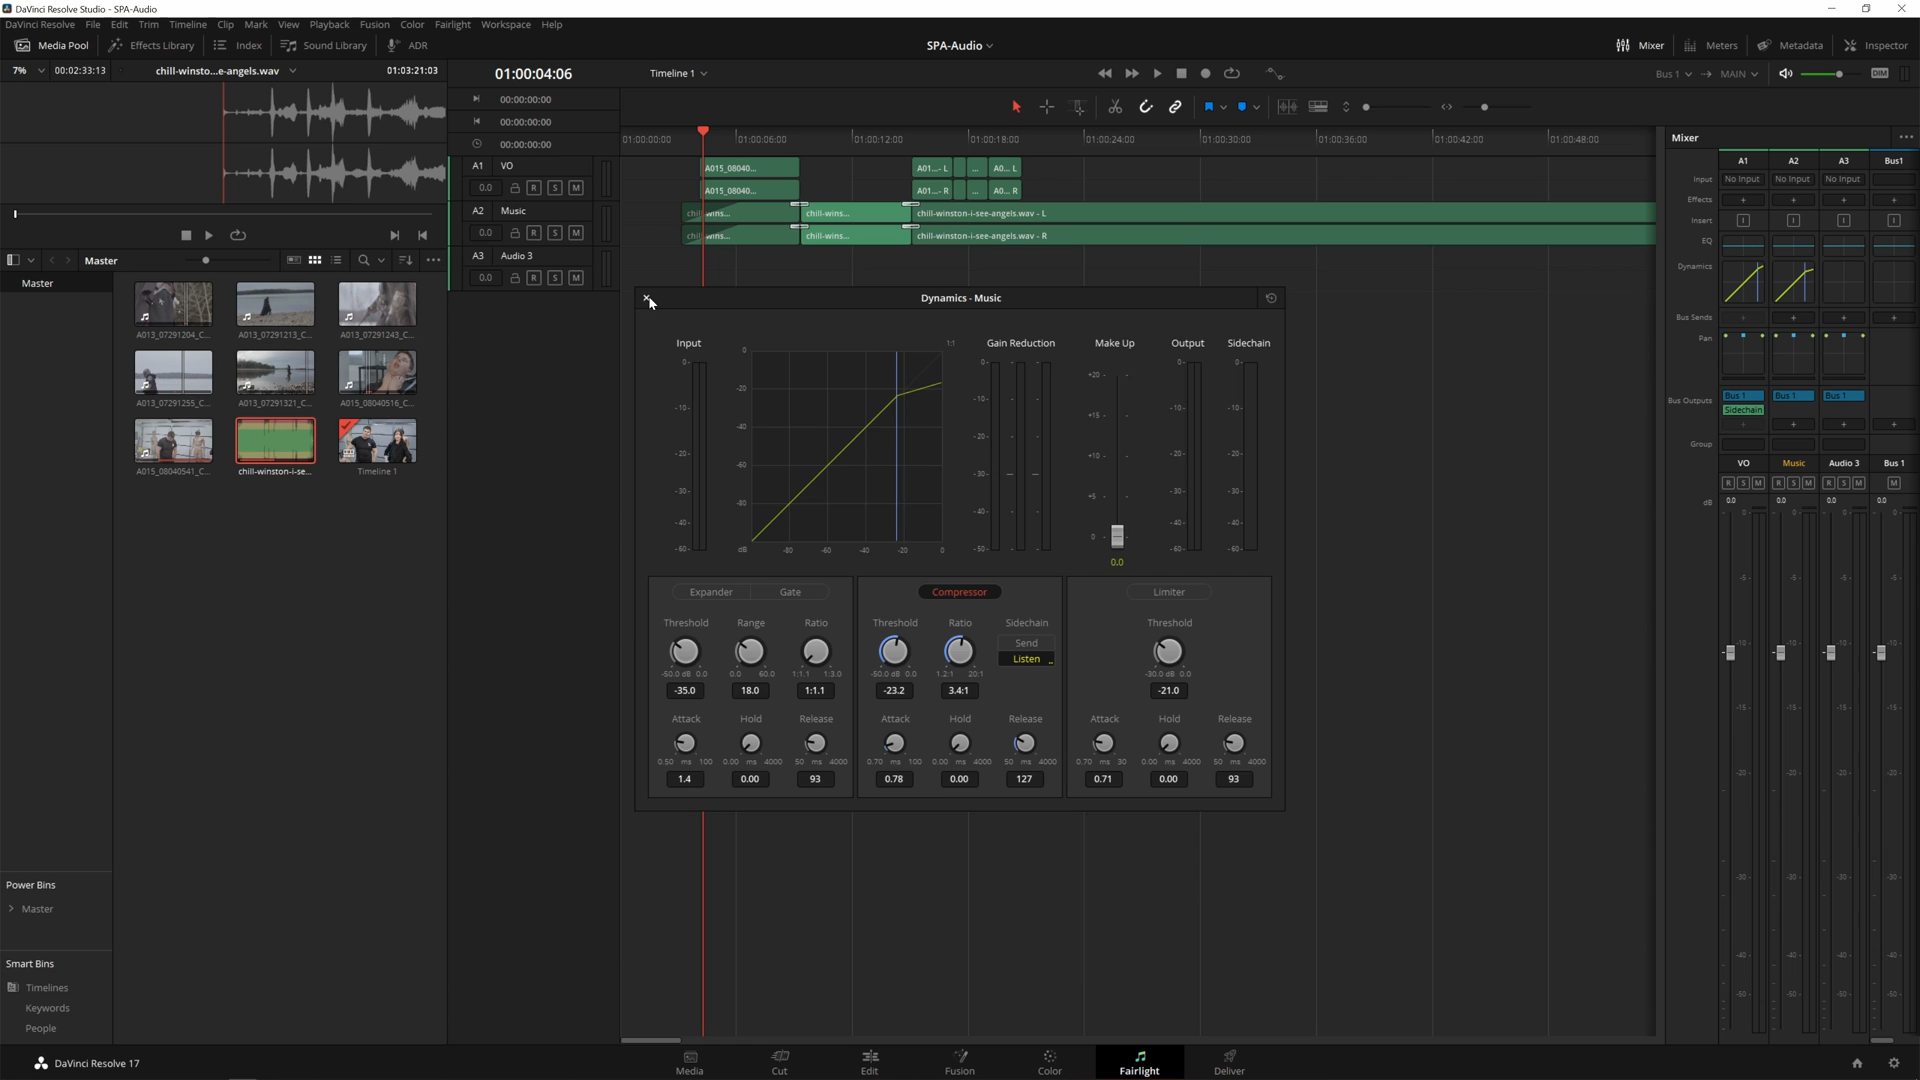 DaVinci Resolve Studio - SPA-Audio
DaVinci Resolve File Edit Trim Timeline Clip Mark View Playback Fusion Color Fairlight Workspace Help
Media Pool Effects Library Index Sound Library ADR SPA-Audio Mixer Meters Metadata Inspector
7% 00:02:33:13 chill-winsto...e-angels.wav 01:03:21:03 01:00:04:06 Timeline 1 Bus 1 MAIN DIM
00:00:00:00
00:00:00:00
00:00:00:00
01:00:00:00 01:00:06:00 01:00:12:00 01:00:18:00 01:00:24:00 01:00:30:00 01:00:36:00 01:00:42:00 01:00:48:00
A1 VO
0.0 R S M
A2 Music
0.0 R S M
A3 Audio 3
0.0 R S M
A015_08040... A01...- L ... A0... L
A015_08040... A01...- R ... A0... R
chill-wins... chill-winston-i-see-angels.wav - L
chill-wins... chill-winston-i-see-angels.wav - R
Master
Master
A013_07291204_C... A013_07291213_C... A013_07291243_C...
A013_07291255_C... A013_07291321_C... A015_08040516_C...
A015_08040541_C... chill-winston-i-se... Timeline 1
Power Bins
Master
Smart Bins
Timelines
Keywords
People
Dynamics - Music
Input Gain Reduction Make Up Output Sidechain
1:1
0 -20 -40 -60 -80 dB
-80 -60 -40 -20 0
0 -10 -20 -30 -40 -60
0 -10 -20 -30 -40 -50
+20 +15 +10 +5 0
0.0
0 -10 -20 -30 -40 -60
0 -10 -20 -30 -40 -60
Expander Gate
Threshold Range Ratio
-50.0 dB 0.0 0.0 60.0 1:1.1 1:3.0
-35.0 18.0 1:1.1
Attack Hold Release
0.50 ms 100 0.00 ms 4000 50 ms 4000
1.4 0.00 93
Compressor
Threshold Ratio Sidechain
Send
Listen
-50.0 dB 0.0 1.2:1 20:1
-23.2 3.4:1
Attack Hold Release
0.70 ms 100 0.00 ms 4000 50 ms 4000
0.78 0.00 127
Limiter
Threshold
-30.0 dB 0.0
-21.0
Attack Hold Release
0.70 ms 30 0.00 ms 4000 50 ms 4000
0.71 0.00 93
Mixer
A1 A2 A3 Bus1
Input No Input No Input No Input
Effects
Insert
EQ
Dynamics
Bus Sends
Pan
Bus Outputs Bus 1 Bus 1 Bus 1
Sidechain
Group
VO Music Audio 3 Bus 1
R S M R S M R S M M
dB 0.0 0.0 0.0 0.0
0 0 0 0
-5 -5 -5 -5
-10 -10 -10 -10
-15 -15 -15 -15
-20 -20 -20 -20
-30 -30 -30 -30
-40 -40 -40 -40
-50 -50 -50 -50
DaVinci Resolve 17 Media Cut Edit Fusion Color Fairlight Deliver